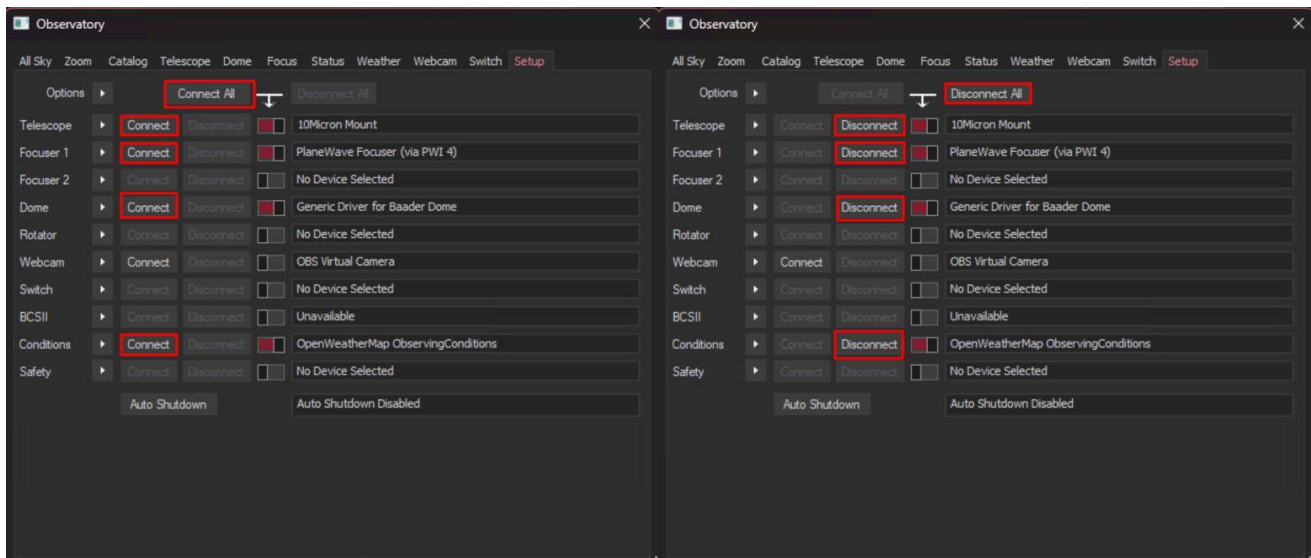 Observatory
All Sky Zoom Catalog Telescope Dome Focus Status Weather Webcam Switch Setup
Options Connect All Disconnect All
Telescope Connect Disconnect 10Micron Mount
Focuser 1 Connect Disconnect PlaneWave Focuser (via PWI 4)
Focuser 2 Connect Disconnect No Device Selected
Dome Connect Disconnect Generic Driver for Baader Dome
Rotator Connect Disconnect No Device Selected
Webcam Connect Disconnect OBS Virtual Camera
Switch Connect Disconnect No Device Selected
BCSII Connect Disconnect Unavailable
Conditions Connect Disconnect OpenWeatherMap ObservingConditions
Safety Connect Disconnect No Device Selected
Auto Shutdown Auto Shutdown Disabled
Observatory
All Sky Zoom Catalog Telescope Dome Focus Status Weather Webcam Switch Setup
Options Connect All Disconnect All
Telescope Connect Disconnect 10Micron Mount
Focuser 1 Connect Disconnect PlaneWave Focuser (via PWI 4)
Focuser 2 Connect Disconnect No Device Selected
Dome Connect Disconnect Generic Driver for Baader Dome
Rotator Connect Disconnect No Device Selected
Webcam Connect Disconnect OBS Virtual Camera
Switch Connect Disconnect No Device Selected
BCSII Connect Disconnect Unavailable
Conditions Connect Disconnect OpenWeatherMap ObservingConditions
Safety Connect Disconnect No Device Selected
Auto Shutdown Auto Shutdown Disabled